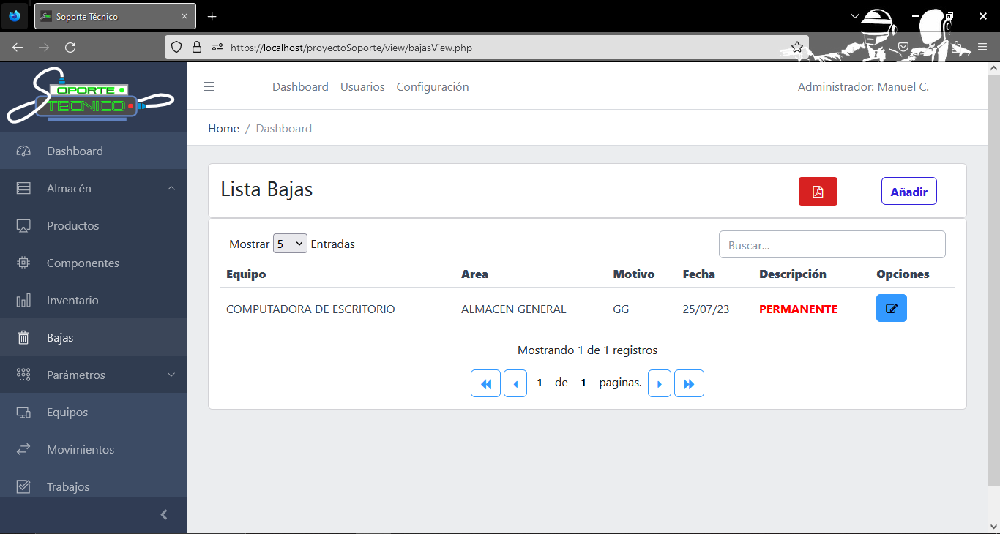 Soporte Técnico
https://localhost/proyectoSoporte/view/bajasView.php
OPORTE
TECNICO
Dashboard Usuarios Configuración Administrador: Manuel C.
Home / Dashboard
Dashboard
Almacén
Productos
Componentes
Inventario
Bajas
Parámetros
Equipos
Movimientos
Trabajos
Lista Bajas
Añadir
Mostrar 5 Entradas
Buscar...
Equipo Area Motivo Fecha Descripción Opciones
COMPUTADORA DE ESCRITORIO ALMACEN GENERAL GG 25/07/23 PERMANENTE
Mostrando 1 de 1 registros
1 de 1 paginas.